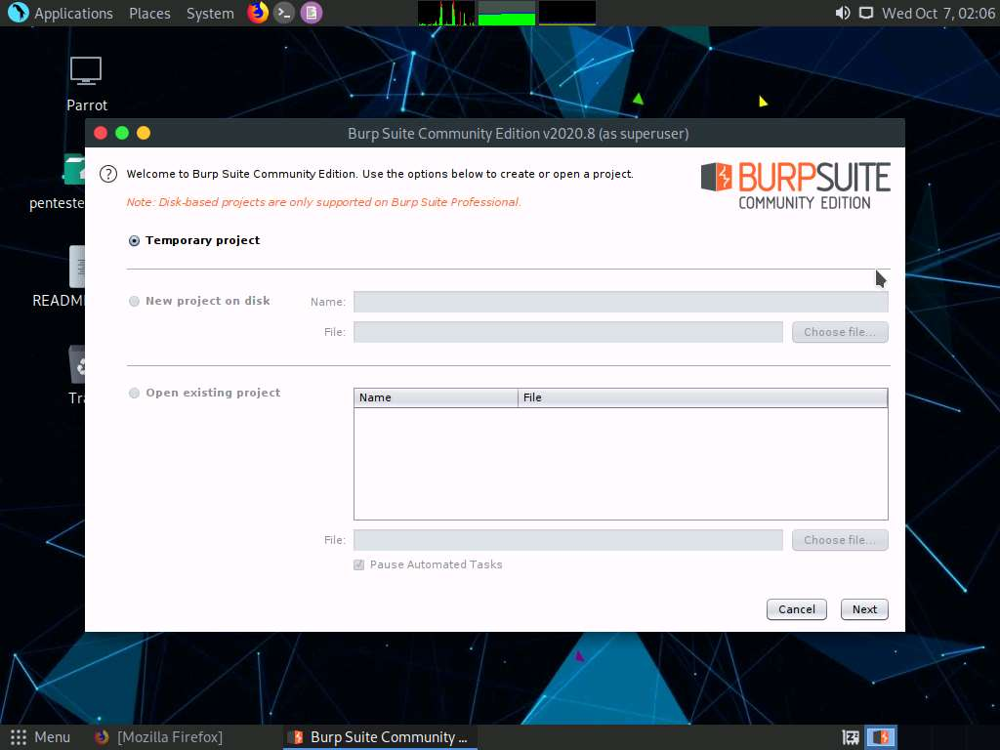 Applications Places System Wed Oct 7, 02:06
Parrot
Burp Suite Community Edition v2020.8 (as superuser)
Welcome to Burp Suite Community Edition. Use the options below to create or open a project.
Note: Disk-based projects are only supported on Burp Suite Professional.
BURPSUITE
COMMUNITY EDITION
penteste
Temporary project
README
New project on disk Name:
File: Choose file...
Tra
Open existing project
Name File
File: Choose file...
Pause Automated Tasks
Cancel Next
Menu [Mozilla Firefox] Burp Suite Community ...